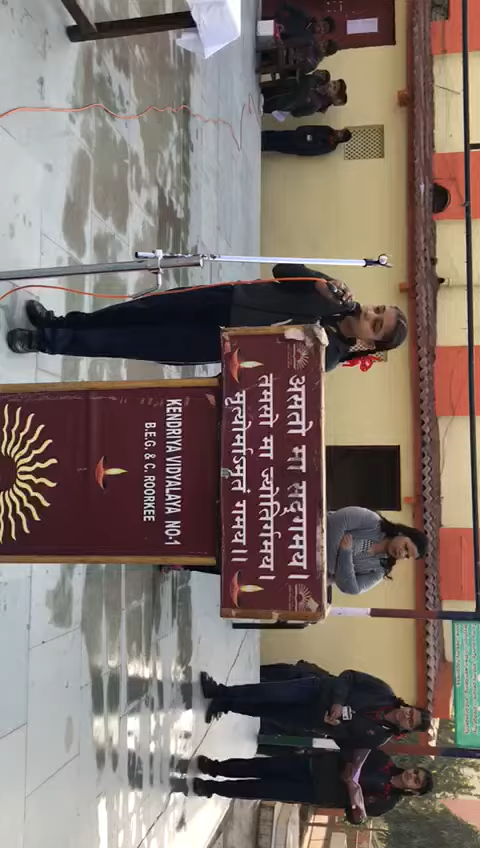 असतो मा सद्गमय।
तमसो मा ज्योतिर्गमय।
मृत्योर्माऽमृतं गमय।।
KENDRIYA VIDYALAYA NO-1
B.E.G. & C. ROORKEE